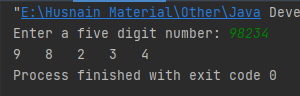 "E:\Husnain Material\Other\Java Deve
Enter a five digit number: 98234
9 8 2 3 4
Process finished with exit code 0